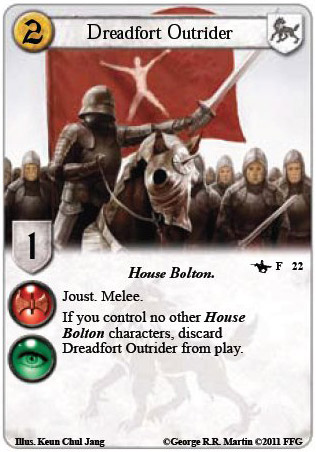 2
Dreadfort Outrider
1
House Bolton.
F 22
Joust. Melee.
If you control no other House
Bolton characters, discard
Dreadfort Outrider from play.
Illus. Keun Chul Jang
©George R.R. Martin ©2011 FFG